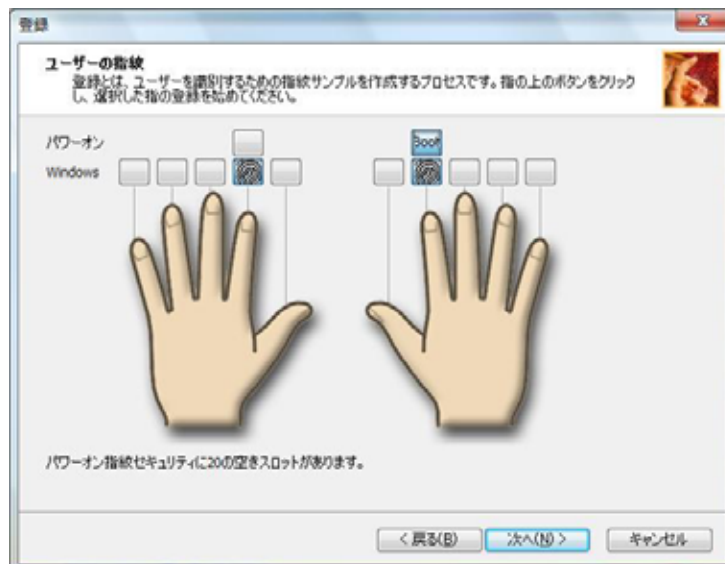 登録
ユーザーの指紋
登録とは、ユーザーを識別するための指紋サンプルを作成するプロセスです。指の上のボタンをクリック
し、選択した指の登録を始めてください。
パワーオン
Boot
Windows
パワーオン指紋セキュリティに20の空きスロットがあります。
< 戻る(B)
次へ(N) >
キャンセル